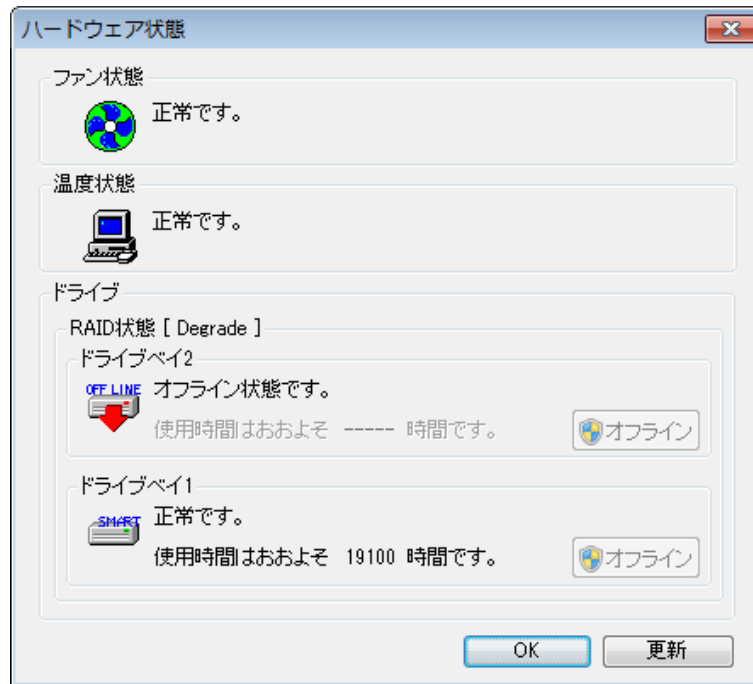 ハードウェア状態
ファン状態
正常です。
温度状態
正常です。
ドライブ
RAID状態 [ Degrade ]
ドライブベイ2
OFF LINE
オフライン状態です。
使用時間はおおよそ ----- 時間です。
オフライン
ドライブベイ1
SMART
正常です。
使用時間はおおよそ 19100 時間です。
オフライン
OK
更新